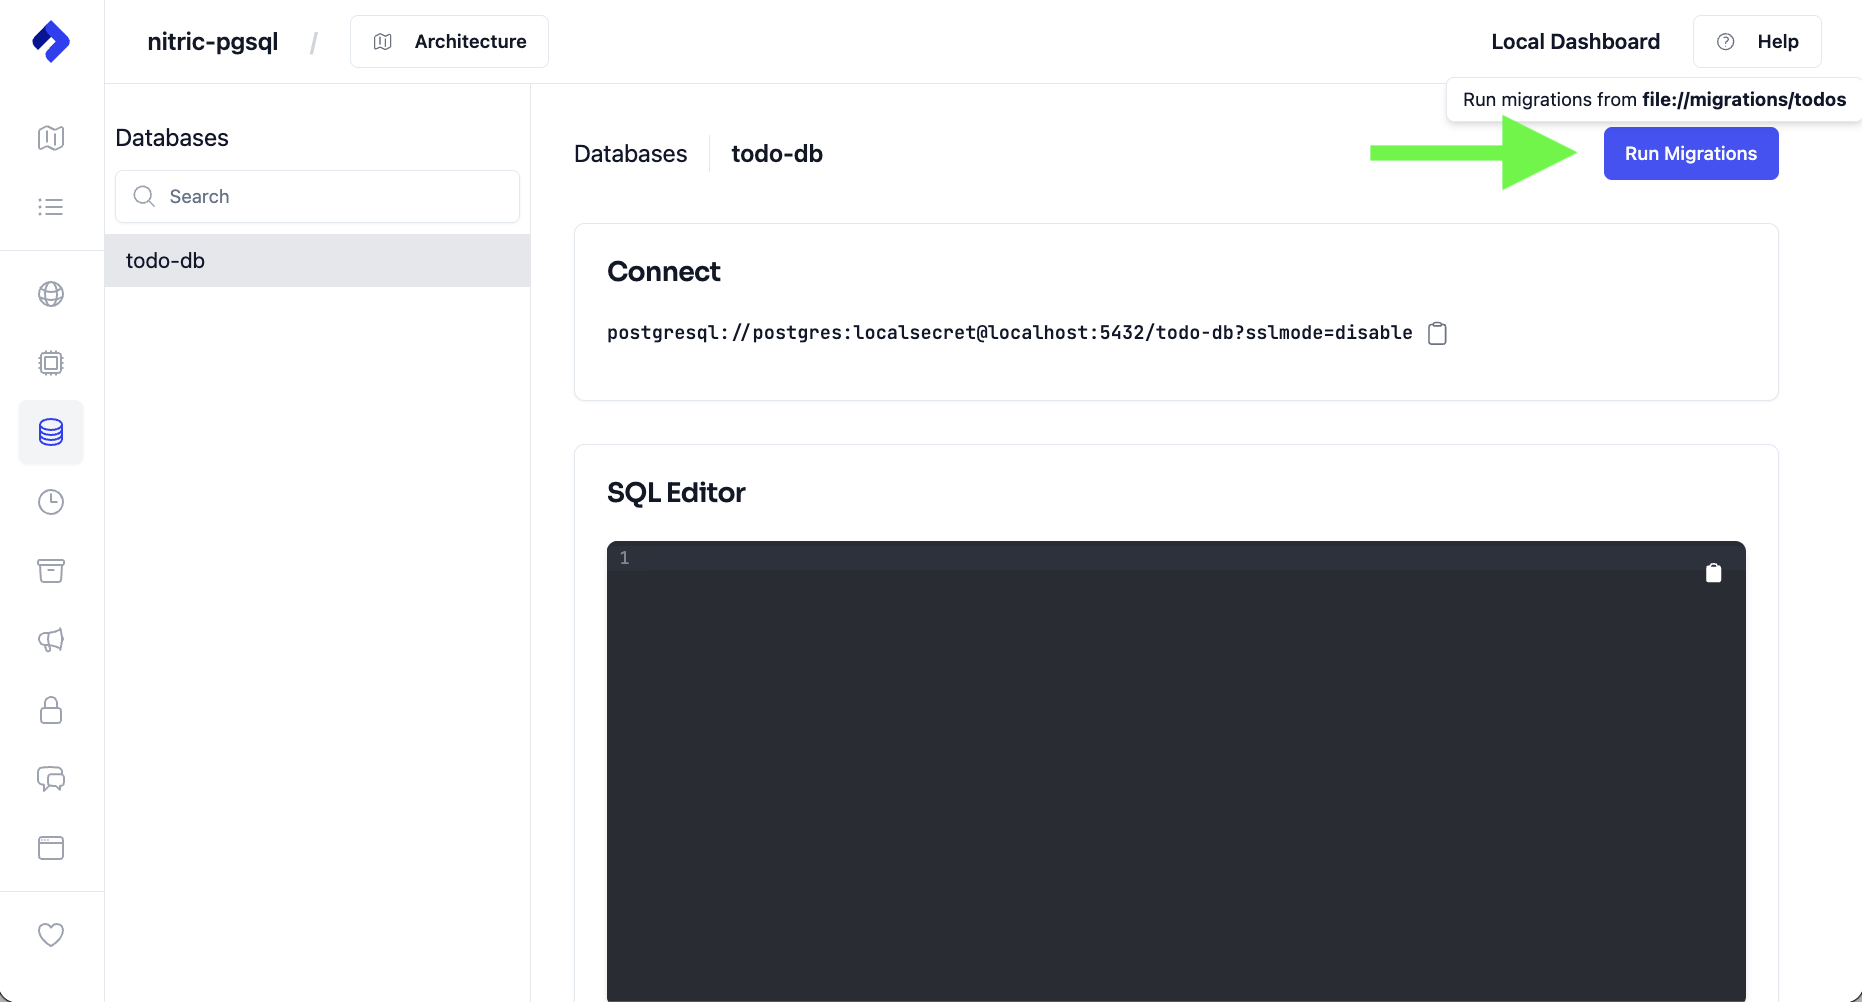 nitric-pgsql / Architecture
Local Dashboard
Help
Run migrations from file://migrations/todos
Databases
Search
todo-db
Databases
todo-db
Run Migrations
Connect
postgresql://postgres:localsecret@localhost:5432/todo-db?sslmode=disable
SQL Editor
1